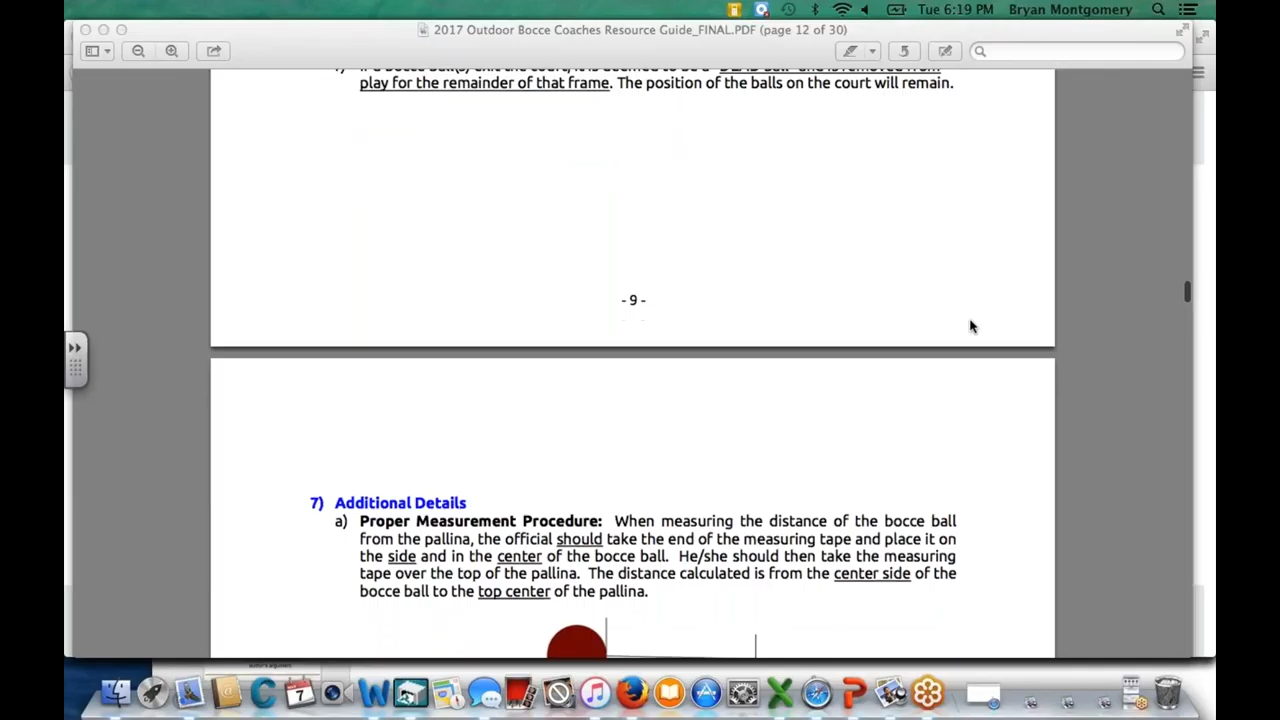 Tue 6:19 PM Bryan Montgomery
2017 Outdoor Bocce Coaches Resource Guide_FINAL.PDF (page 12 of 30)
play for the remainder of that frame. The position of the balls on the court will remain.
- 9 -
7) Additional Details
a) Proper Measurement Procedure: When measuring the distance of the bocce ball
from the pallina, the official should take the end of the measuring tape and place it on
the side and in the center of the bocce ball. He/she should then take the measuring
tape over the top of the pallina. The distance calculated is from the center side of the
bocce ball to the top center of the pallina.